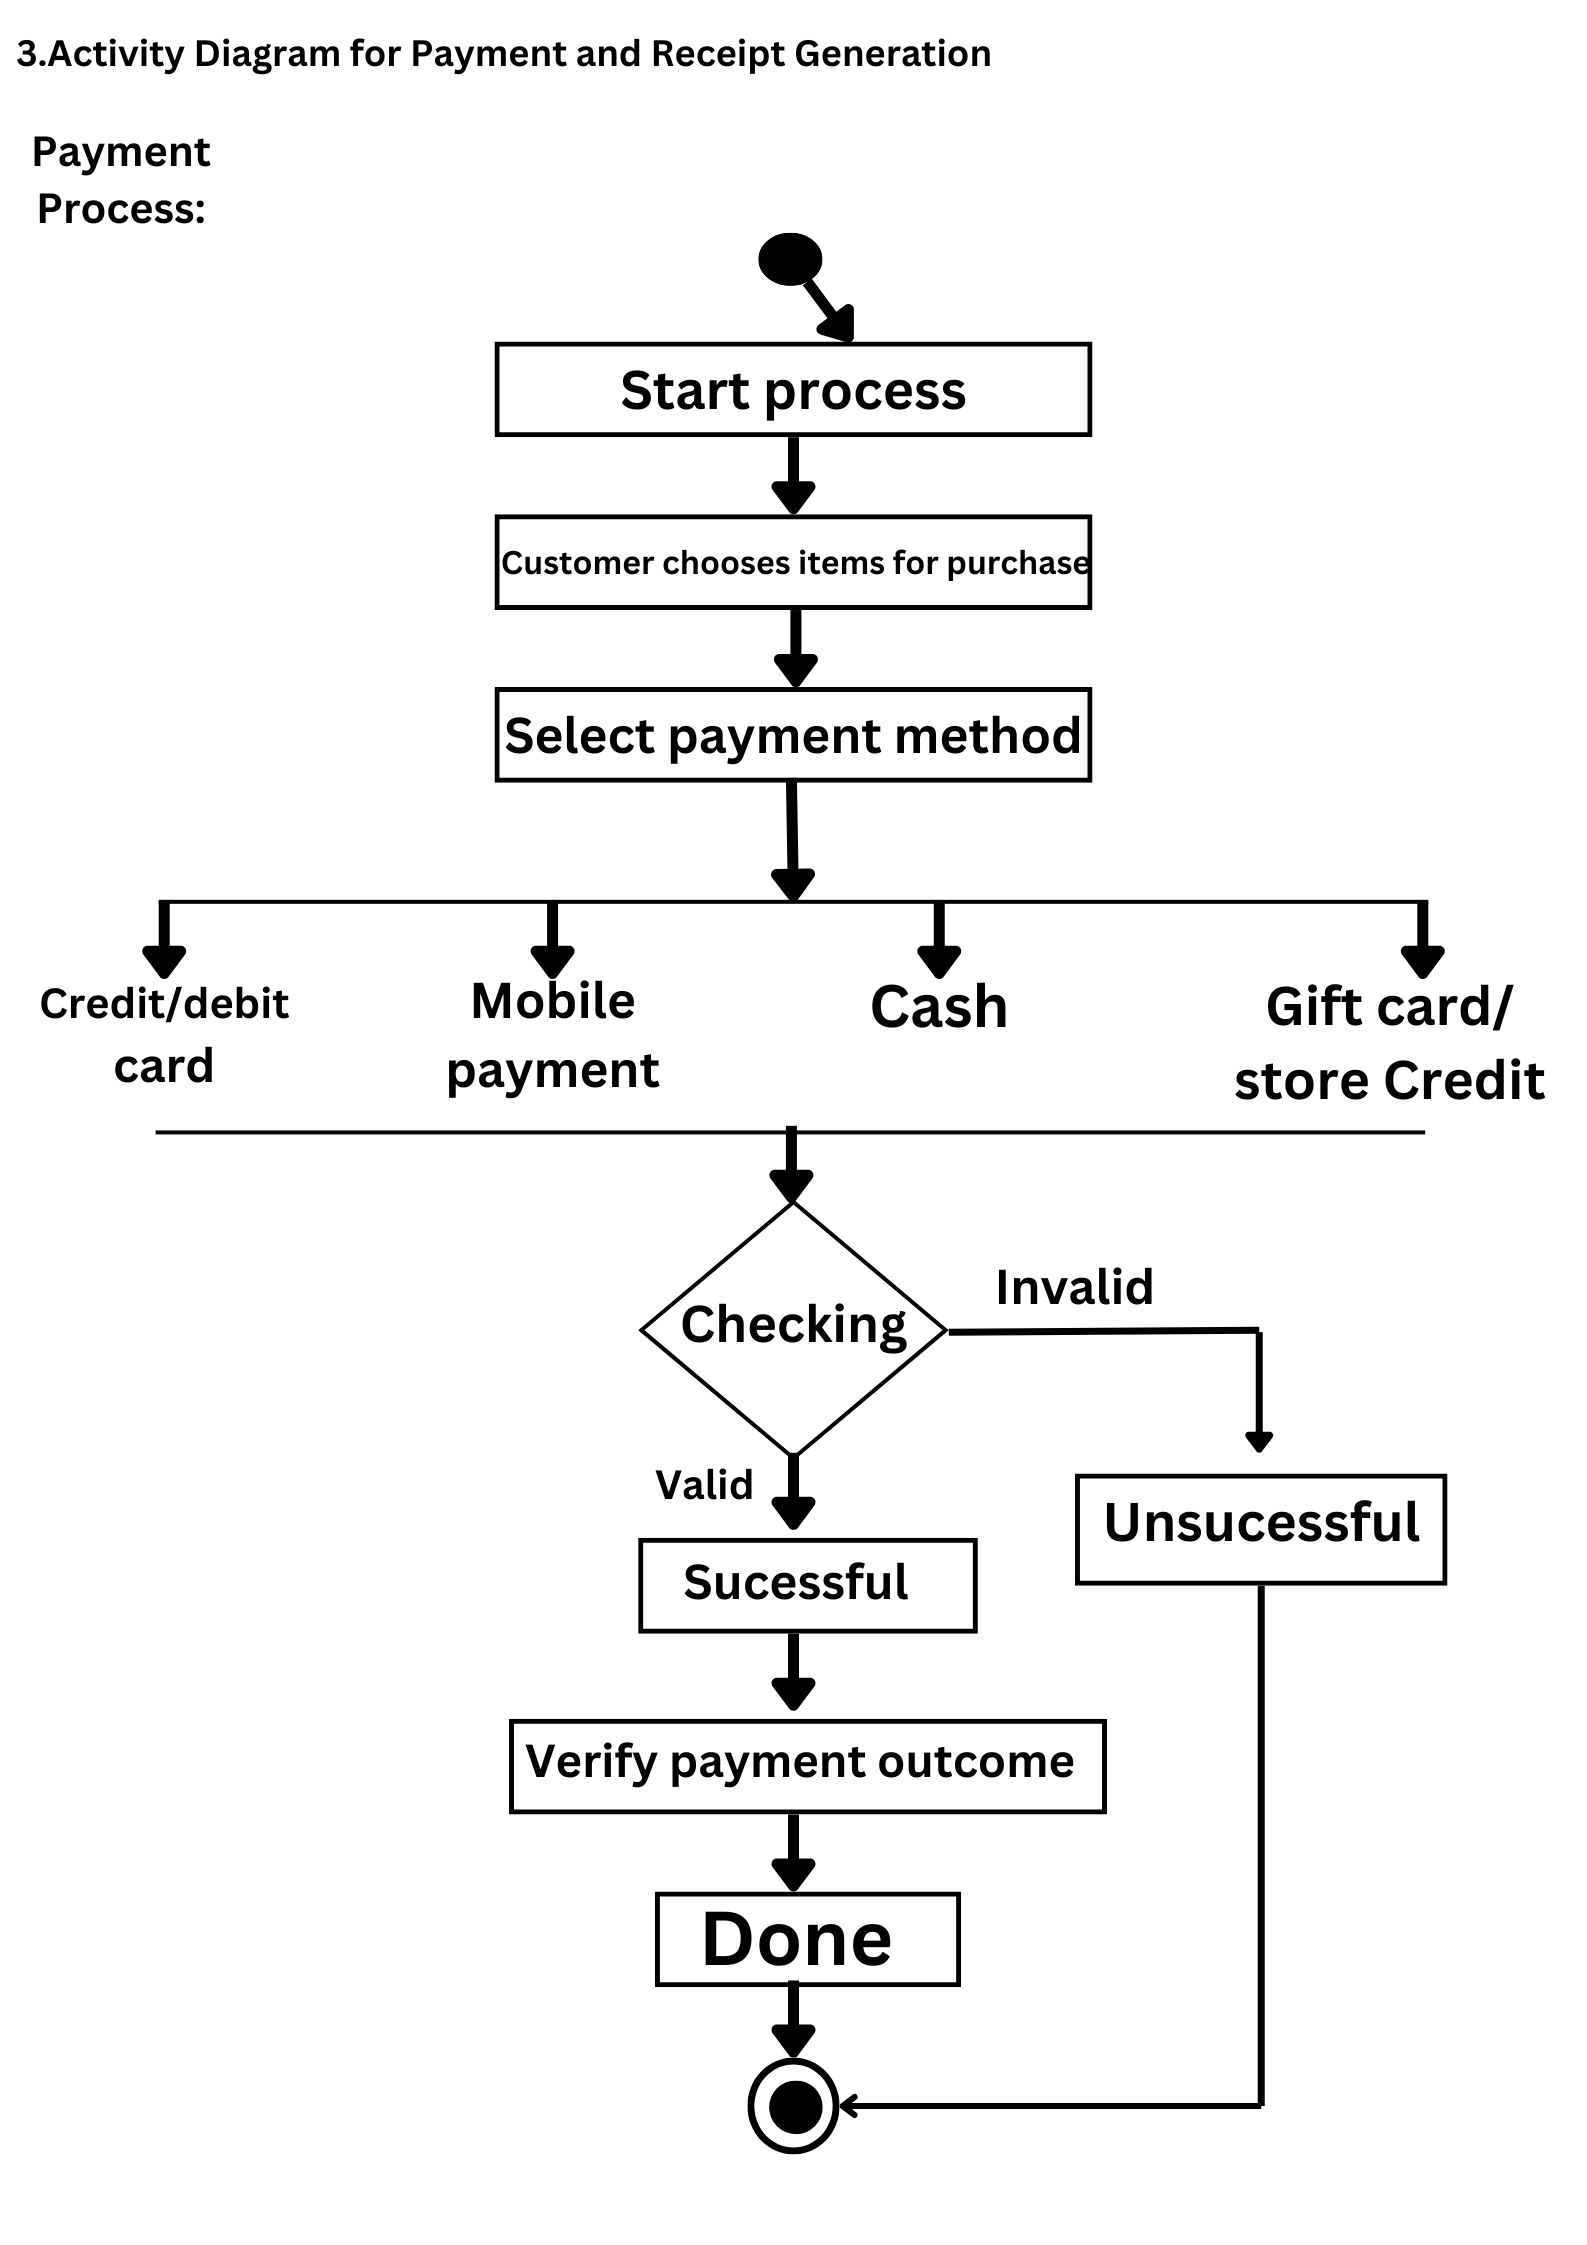 3.Activity Diagram for Payment and Receipt Generation
Payment
Process:
Start process
Customer chooses items for purchase
Select payment method
Credit/debit
card
Mobile
payment
Cash
Gift card/
store Credit
Checking
Invalid
Valid
Unsucessful
Sucessful
Verify payment outcome
Done